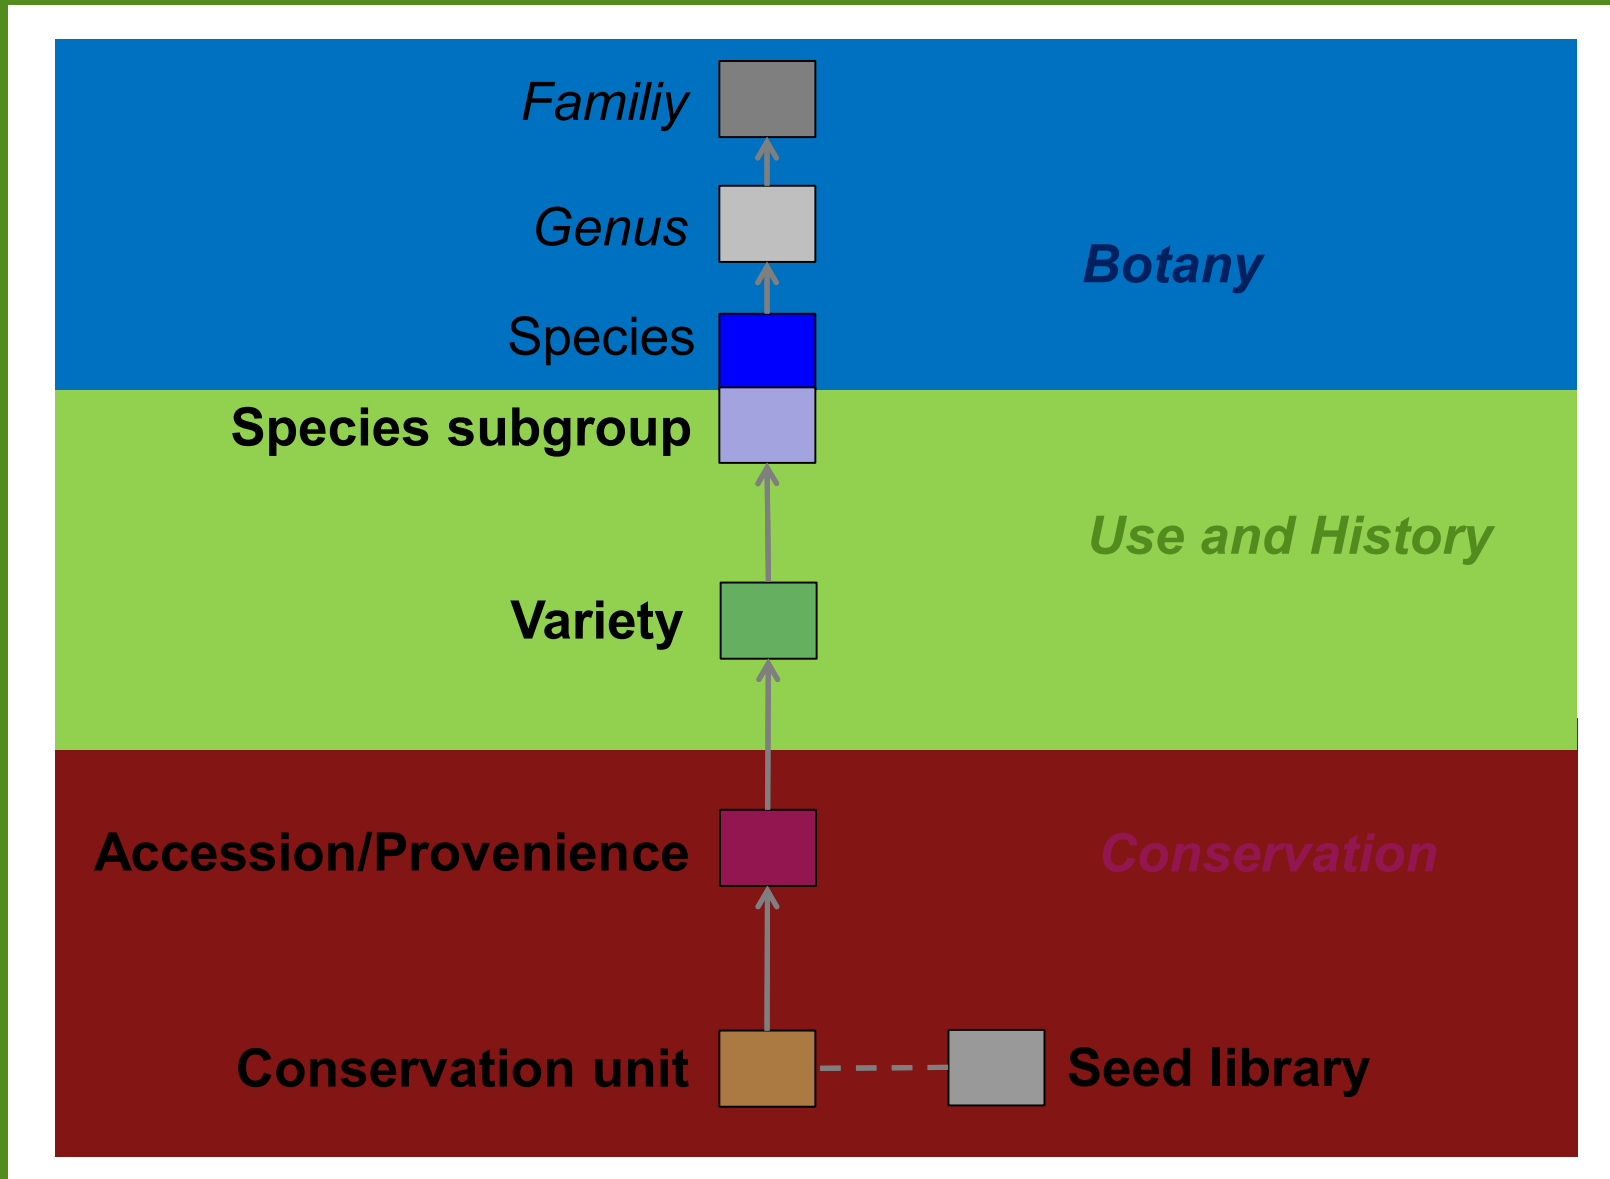 Familiy
Genus
Botany
Species
Species subgroup
Use and History
Variety
Accession/Provenience
Conservation
Conservation unit
Seed library